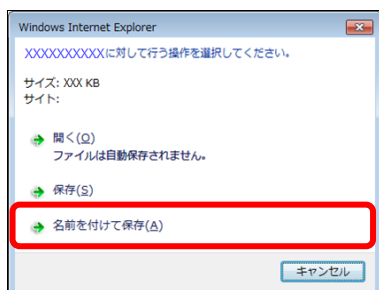 Windows Internet Explorer
XXXXXXXXXXに対して行う操作を選択してください。
サイズ: XXX KB
サイト:
開く(O)
ファイルは自動保存されません。
保存(S)
名前を付けて保存(A)
キャンセル